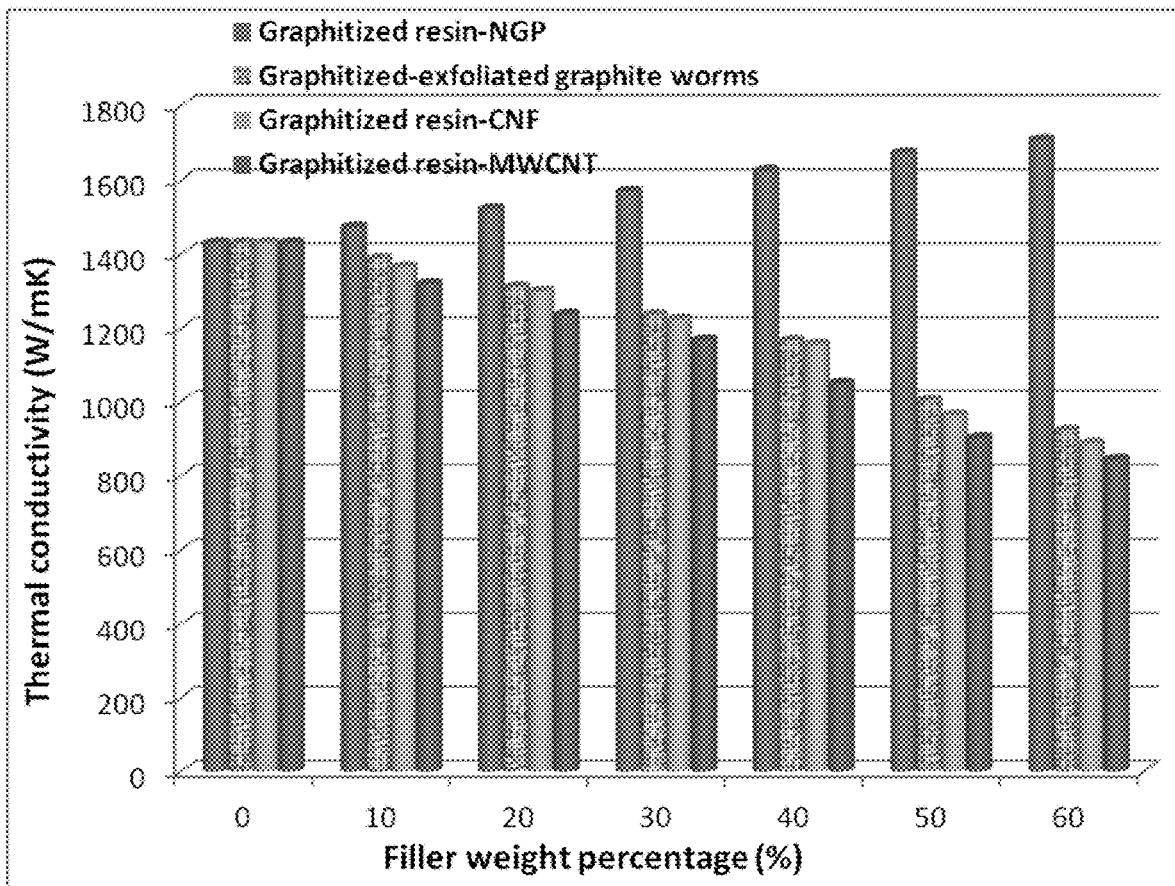 Graphitized resin-NGP
Graphitized-exfoliated graphite worms
Graphitized resin-CNF
Graphitized resin-MWCNT
1800
1600
1400
1200
1000
800
600
400
200
0
Thermal conductivity (W/mK)
0 10 20 30 40 50 60
Filler weight percentage (%)